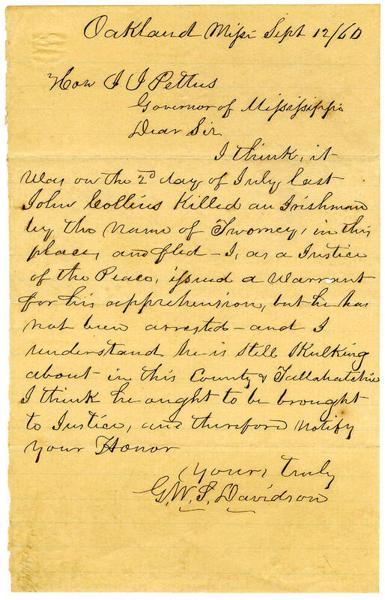 Oakland Mipi Sept 12/60
Hon J J Pettus
Governor of Mississippi
Dear Sir
I think, it
was on the 2d day of July last
John Collins Killed an Irishman
by the name of Twomey, in this
place, and fled - I, as a Justice
of the Peace, issued a Warrant
for his apprehension, but he has
not been arrested - and I
understand he is still Skulking
about - in this County & Tallahatchie
I think he ought to be brought
to Justice, and therefore notify
your Honor
Yours, truly
G.W.S. Davidson